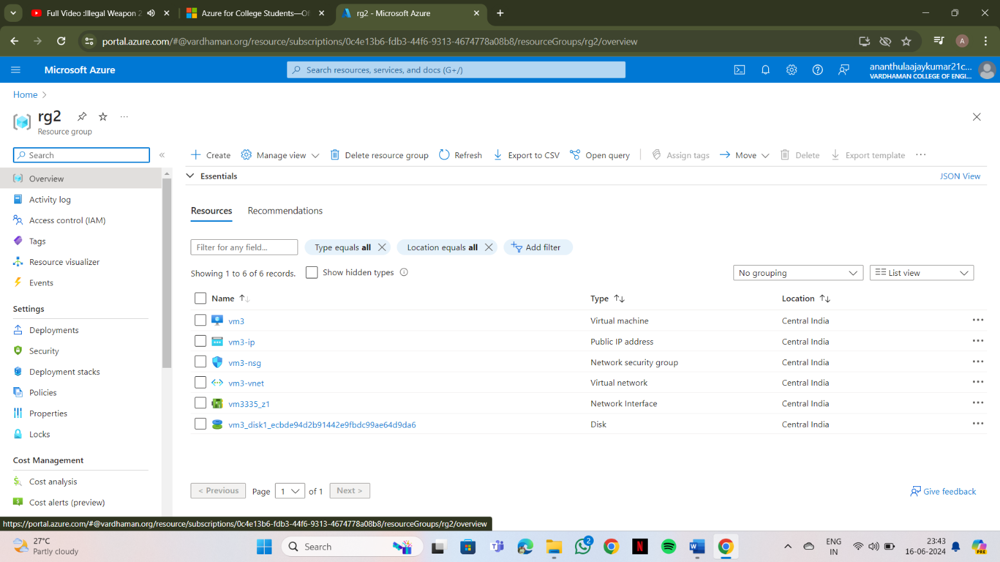 Full Video :Illegal Weapon 2
Azure for College Students—Of
rg2 - Microsoft Azure
portal.azure.com/#@vardhaman.org/resource/subscriptions/0c4e13b6-fdb3-44f6-9313-4674778a08b8/resourceGroups/rg2/overview
A
Microsoft Azure
Search resources, services, and docs (G+/)
ananthulaajaykumar21c...
VARDHAMAN COLLEGE OF ENGI...
Home
rg2
Resource group
Search
Create
Manage view
Delete resource group
Refresh
Export to CSV
Open query
Assign tags
Move
Delete
Export template
Overview
Activity log
Access control (IAM)
Tags
Resource visualizer
Events
Settings
Deployments
Security
Deployment stacks
Policies
Properties
Locks
Cost Management
Cost analysis
Cost alerts (preview)
Essentials
JSON View
Resources Recommendations
Filter for any field...
Type equals all
Location equals all
Add filter
Showing 1 to 6 of 6 records.
Show hidden types
No grouping
List view
Name Type Location
vm3 Virtual machine Central India
vm3-ip Public IP address Central India
vm3-nsg Network security group Central India
vm3-vnet Virtual network Central India
vm3335_z1 Network Interface Central India
vm3_disk1_ecbde94d2b91442e9fbdc99ae64d9da6 Disk Central India
< Previous Page 1 of 1 Next >
Give feedback
https://portal.azure.com/#@vardhaman.org/resource/subscriptions/0c4e13b6-fdb3-44f6-9313-4674778a08b8/resourceGroups/rg2/overview
27°C
Partly cloudy
Search
2
N
W
ENG
IN
23:43
16-06-2024
PRE